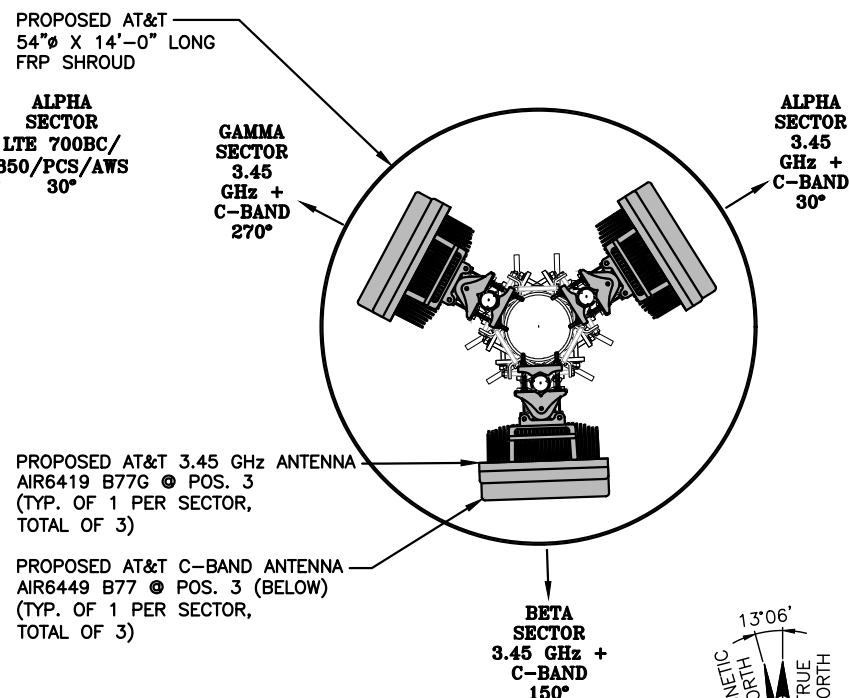 PROPOSED AT&T
54"ø X 14'-0" LONG
FRP SHROUD
ALPHA
SECTOR
LTE 700BC/
850/PCS/AWS
30°
GAMMA
SECTOR
3.45
GHz +
C-BAND
270°
ALPHA
SECTOR
3.45
GHz +
C-BAND
30°
PROPOSED AT&T 3.45 GHz ANTENNA
AIR6419 B77G @ POS. 3
(TYP. OF 1 PER SECTOR,
TOTAL OF 3)
PROPOSED AT&T C-BAND ANTENNA
AIR6449 B77 @ POS. 3 (BELOW)
(TYP. OF 1 PER SECTOR,
TOTAL OF 3)
BETA
SECTOR
3.45 GHz +
C-BAND
150°
13°06'
TRUE